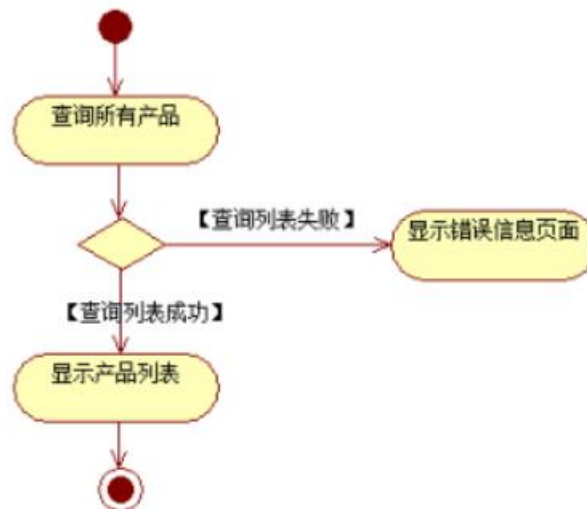 查询所有产品
【查询列表失败】
显示错误信息页面
【查询列表成功】
显示产品列表